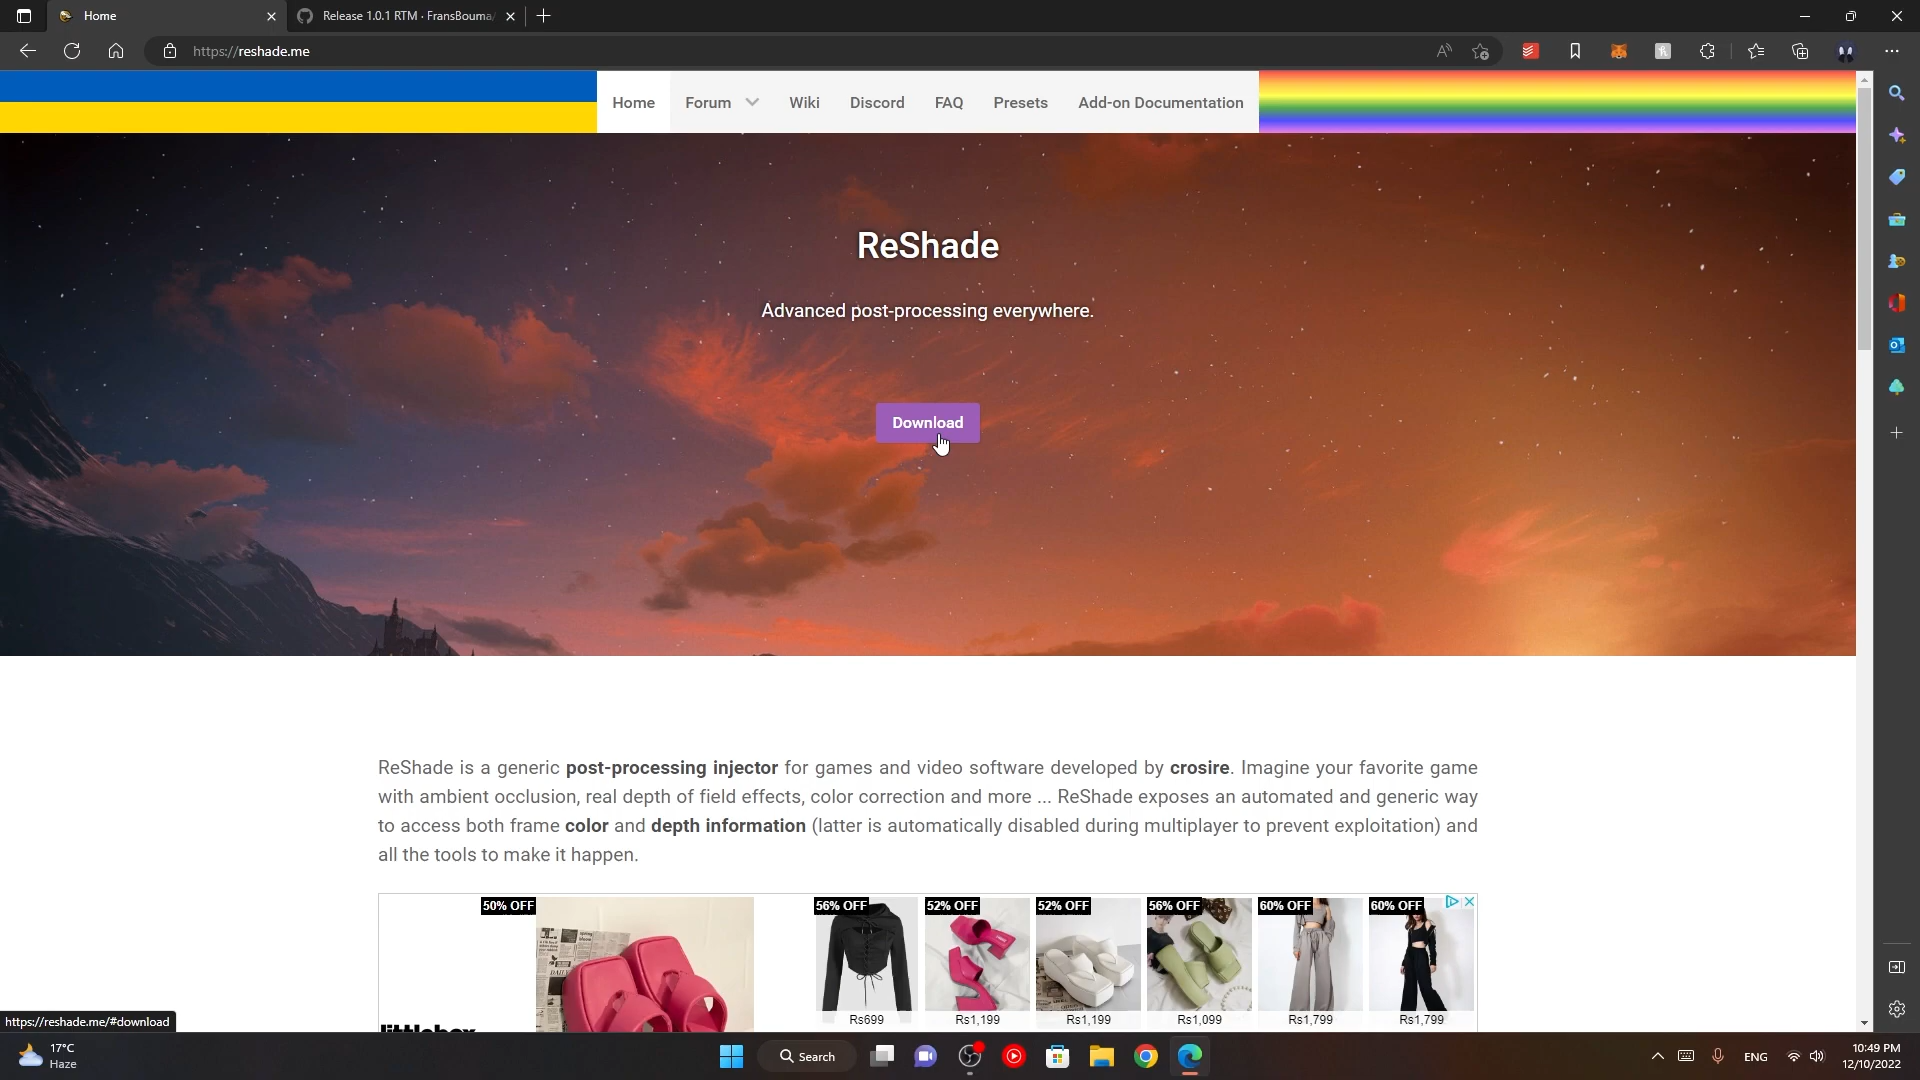 Home
Release 1.0.1 RTM · FransBouma/
https://reshade.me
Home
Forum
Wiki
Discord
FAQ
Presets
Add-on Documentation
ReShade
Advanced post-processing everywhere.
Download
ReShade is a generic post-processing injector for games and video software developed by crosire. Imagine your favorite game
with ambient occlusion, real depth of field effects, color correction and more ... ReShade exposes an automated and generic way
to access both frame color and depth information (latter is automatically disabled during multiplayer to prevent exploitation) and
all the tools to make it happen.
50% OFF
56% OFF
52% OFF
52% OFF
56% OFF
60% OFF
60% OFF
littlebox
Rs699
Rs1,199
Rs1,199
Rs1,099
Rs1,799
Rs1,799
https://reshade.me/#download
17°C
Haze
Search
ENG
10:49 PM
12/10/2022